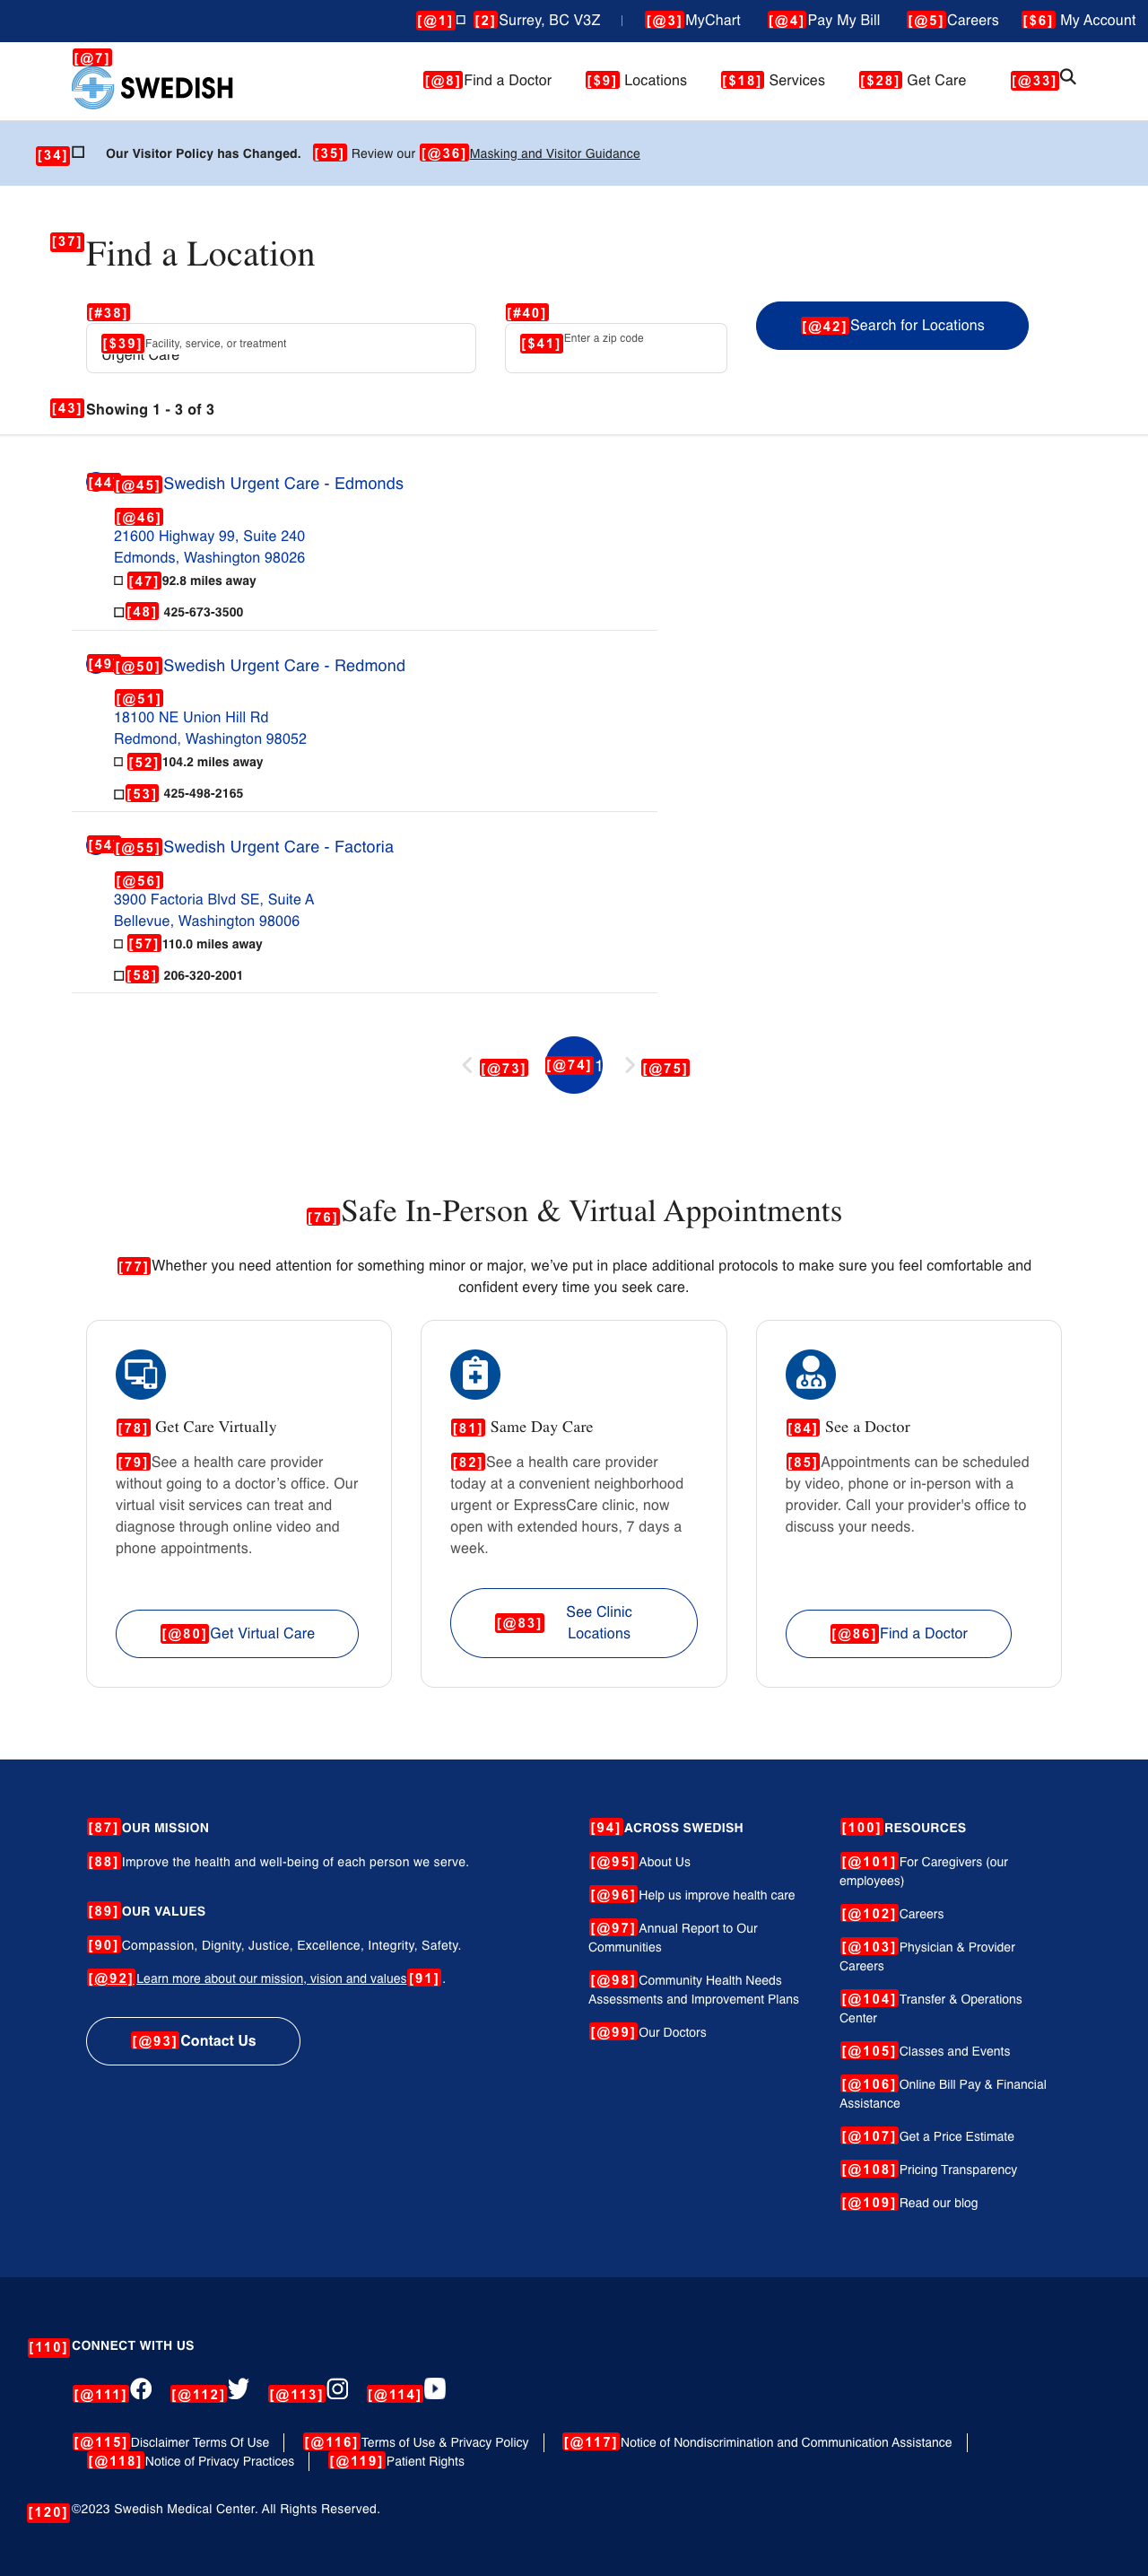 [@1] [2] Surrey, BC V3Z [@3] MyChart [@4] Pay My Bill [@5] Careers [$6] My Account
[@7]
SWEDISH
[@8] Find a Doctor [$9] Locations [$18] Services [$28] Get Care [@33]
[34] Our Visitor Policy has Changed. [35] Review our [@36] Masking and Visitor Guidance
[37] Find a Location
[#38] [#40]
[$39] Facility, service, or treatment [$41] Enter a zip code [@42] Search for Locations
Urgent Care
[43] Showing 1 - 3 of 3
[44 [@45] Swedish Urgent Care - Edmonds
[@46]
21600 Highway 99, Suite 240
Edmonds, Washington 98026
[47] 92.8 miles away
[48] 425-673-3500
[49 [@50] Swedish Urgent Care - Redmond
[@51]
18100 NE Union Hill Rd
Redmond, Washington 98052
[52] 104.2 miles away
[53] 425-498-2165
[54 [@55] Swedish Urgent Care - Factoria
[@56]
3900 Factoria Blvd SE, Suite A
Bellevue, Washington 98006
[57] 110.0 miles away
[58] 206-320-2001
[@73] [@74] 1 [@75]
[76] Safe In-Person & Virtual Appointments
[77] Whether you need attention for something minor or major, we’ve put in place additional protocols to make sure you feel comfortable and
confident every time you seek care.
[78] Get Care Virtually
[79] See a health care provider
without going to a doctor’s office. Our
virtual visit services can treat and
diagnose through online video and
phone appointments.
[@80] Get Virtual Care
[81] Same Day Care
[82] See a health care provider
today at a convenient neighborhood
urgent or ExpressCare clinic, now
open with extended hours, 7 days a
week.
[@83] See Clinic
Locations
[84] See a Doctor
[85] Appointments can be scheduled
by video, phone or in-person with a
provider. Call your provider's office to
discuss your needs.
[@86] Find a Doctor
[87] OUR MISSION
[88] Improve the health and well-being of each person we serve.
[89] OUR VALUES
[90] Compassion, Dignity, Justice, Excellence, Integrity, Safety.
[@92] Learn more about our mission, vision and values [91] .
[@93] Contact Us
[94] ACROSS SWEDISH
[@95] About Us
[@96] Help us improve health care
[@97] Annual Report to Our
Communities
[@98] Community Health Needs
Assessments and Improvement Plans
[@99] Our Doctors
[100] RESOURCES
[@101] For Caregivers (our
employees)
[@102] Careers
[@103] Physician & Provider
Careers
[@104] Transfer & Operations
Center
[@105] Classes and Events
[@106] Online Bill Pay & Financial
Assistance
[@107] Get a Price Estimate
[@108] Pricing Transparency
[@109] Read our blog
[110] CONNECT WITH US
[@111] [@112] [@113] [@114]
[@115] Disclaimer Terms Of Use [@116] Terms of Use & Privacy Policy [@117] Notice of Nondiscrimination and Communication Assistance
[@118] Notice of Privacy Practices [@119] Patient Rights
[120] ©2023 Swedish Medical Center. All Rights Reserved.